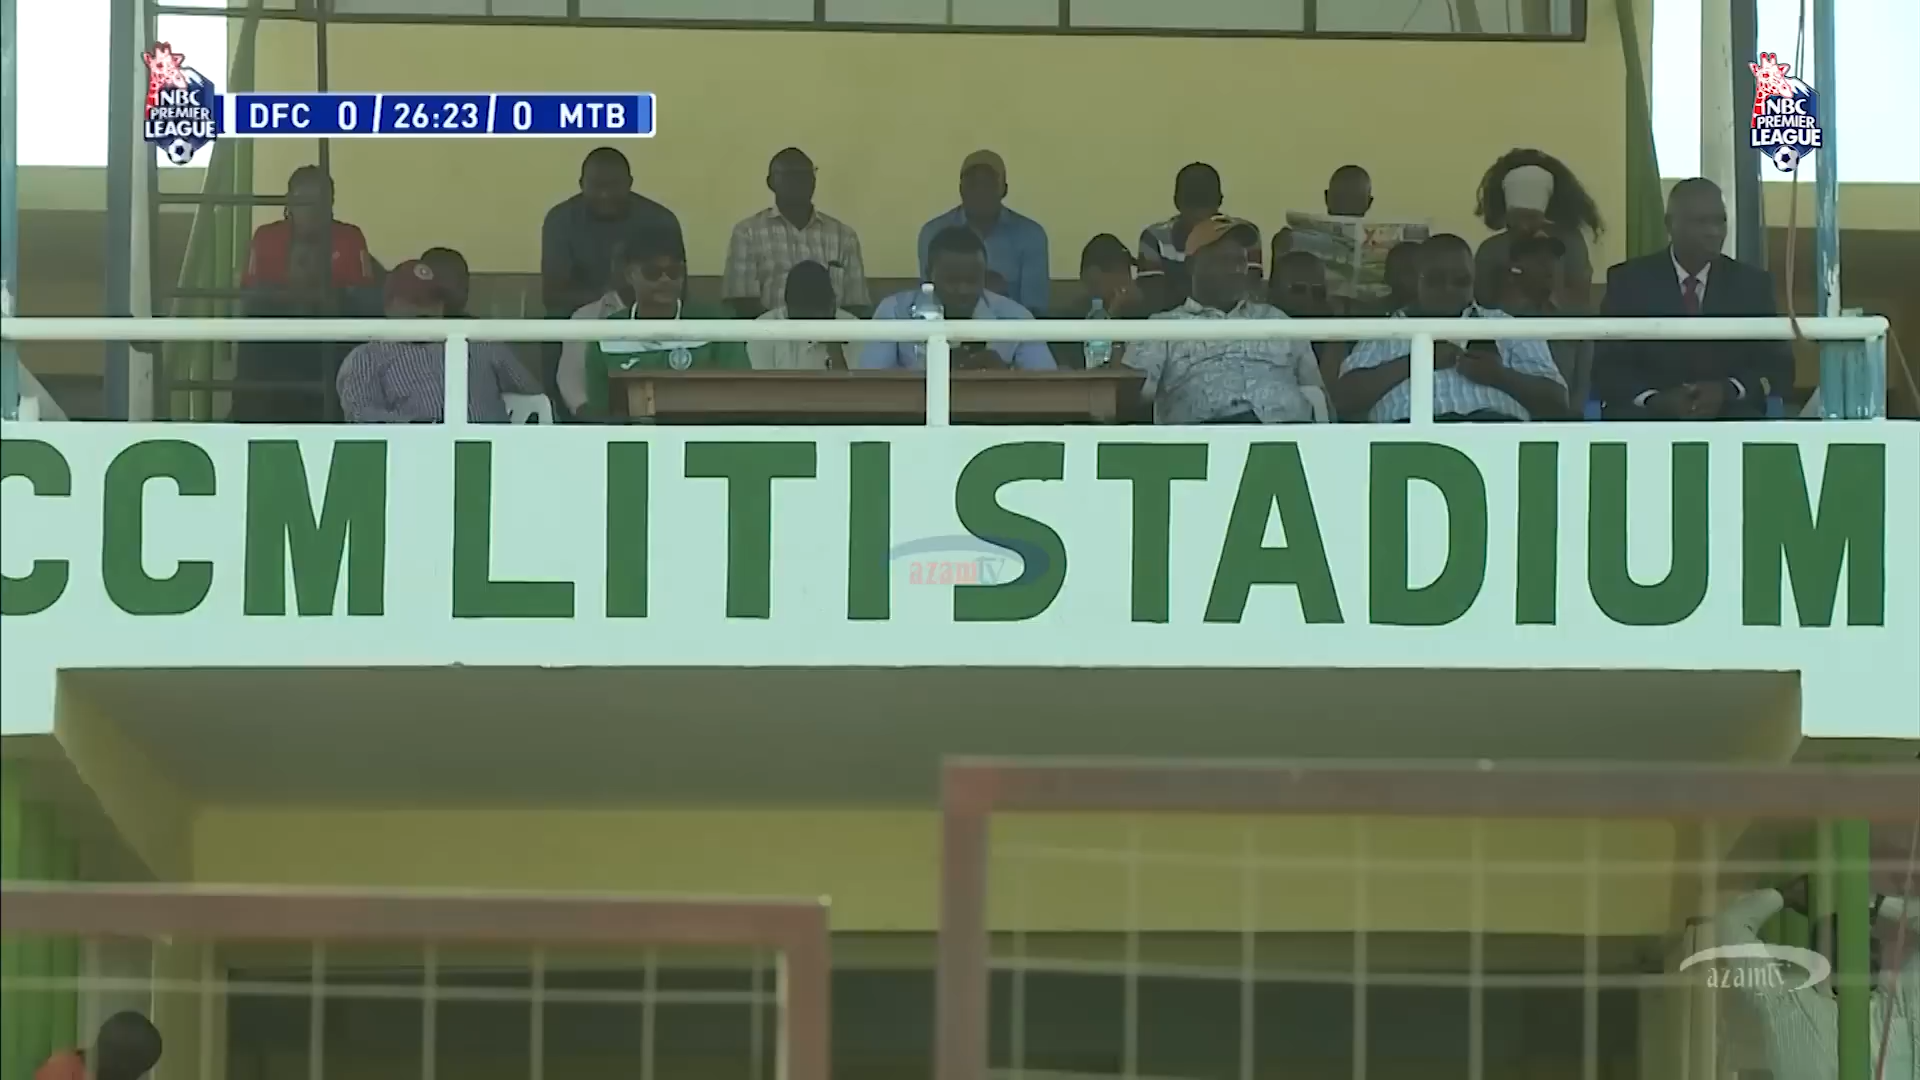 NBC
PREMIER
LEAGUE
DFC 0 / 26:23 / 0 MTB
NBC
PREMIER
LEAGUE
CCM LITI STADIUM
azamtv
azamtv